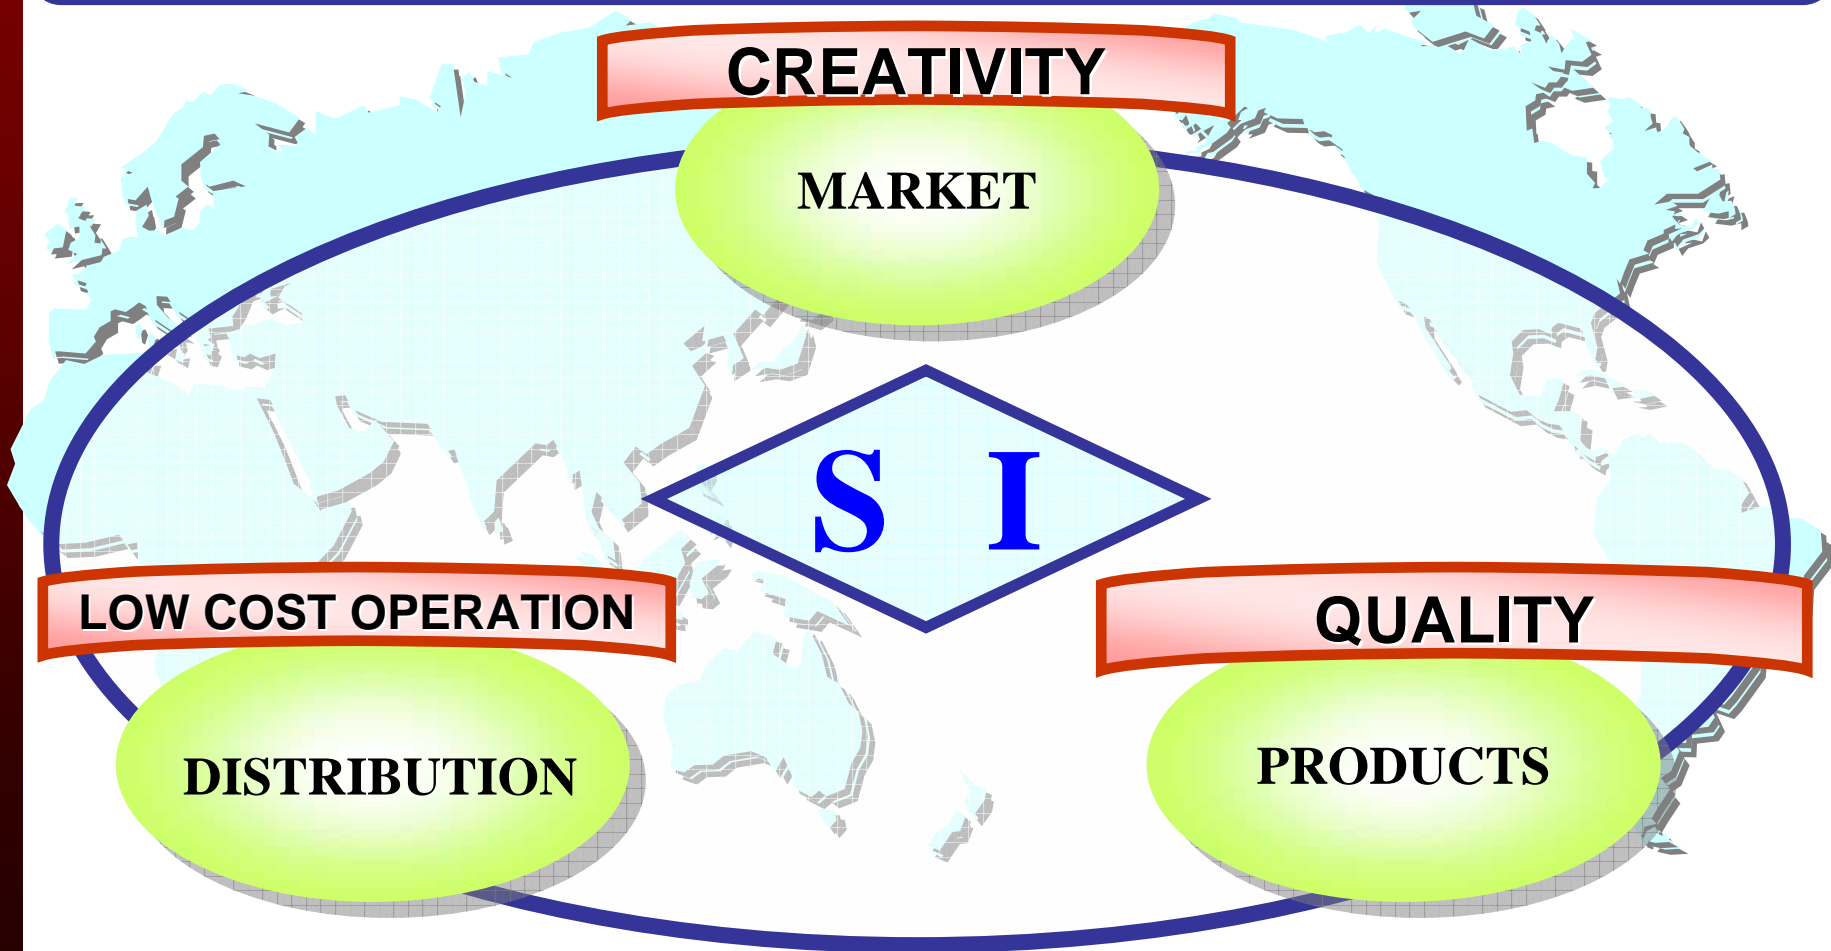 CREATIVITY
MARKET
S I
LOW COST OPERATION
QUALITY
DISTRIBUTION
PRODUCTS